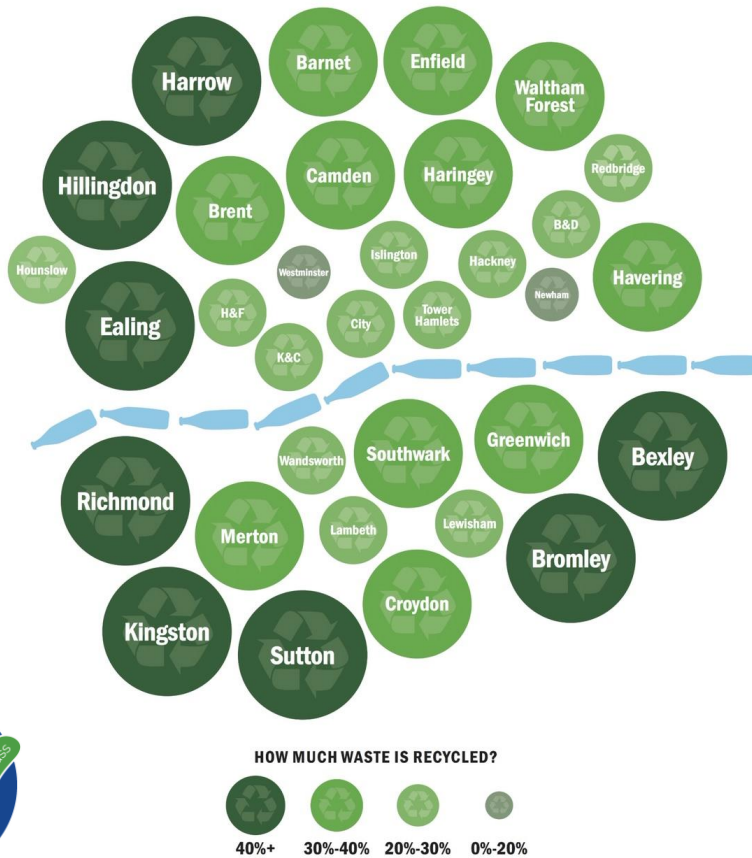 Harrow
Barnet
Enfield
Waltham
Forest
Hillingdon
Brent
Camden
Haringey
Redbridge
B&D
Hounslow
Westminster
Islington
Hackney
Newham
Havering
Ealing
H&F
K&C
City
Tower
Hamlets
Richmond
Merton
Wandsworth
Southwark
Greenwich
Bexley
Lambeth
Lewisham
Bromley
Kingston
Sutton
Croydon
HOW MUCH WASTE IS RECYCLED?
40%+
30%-40%
20%-30%
0%-20%